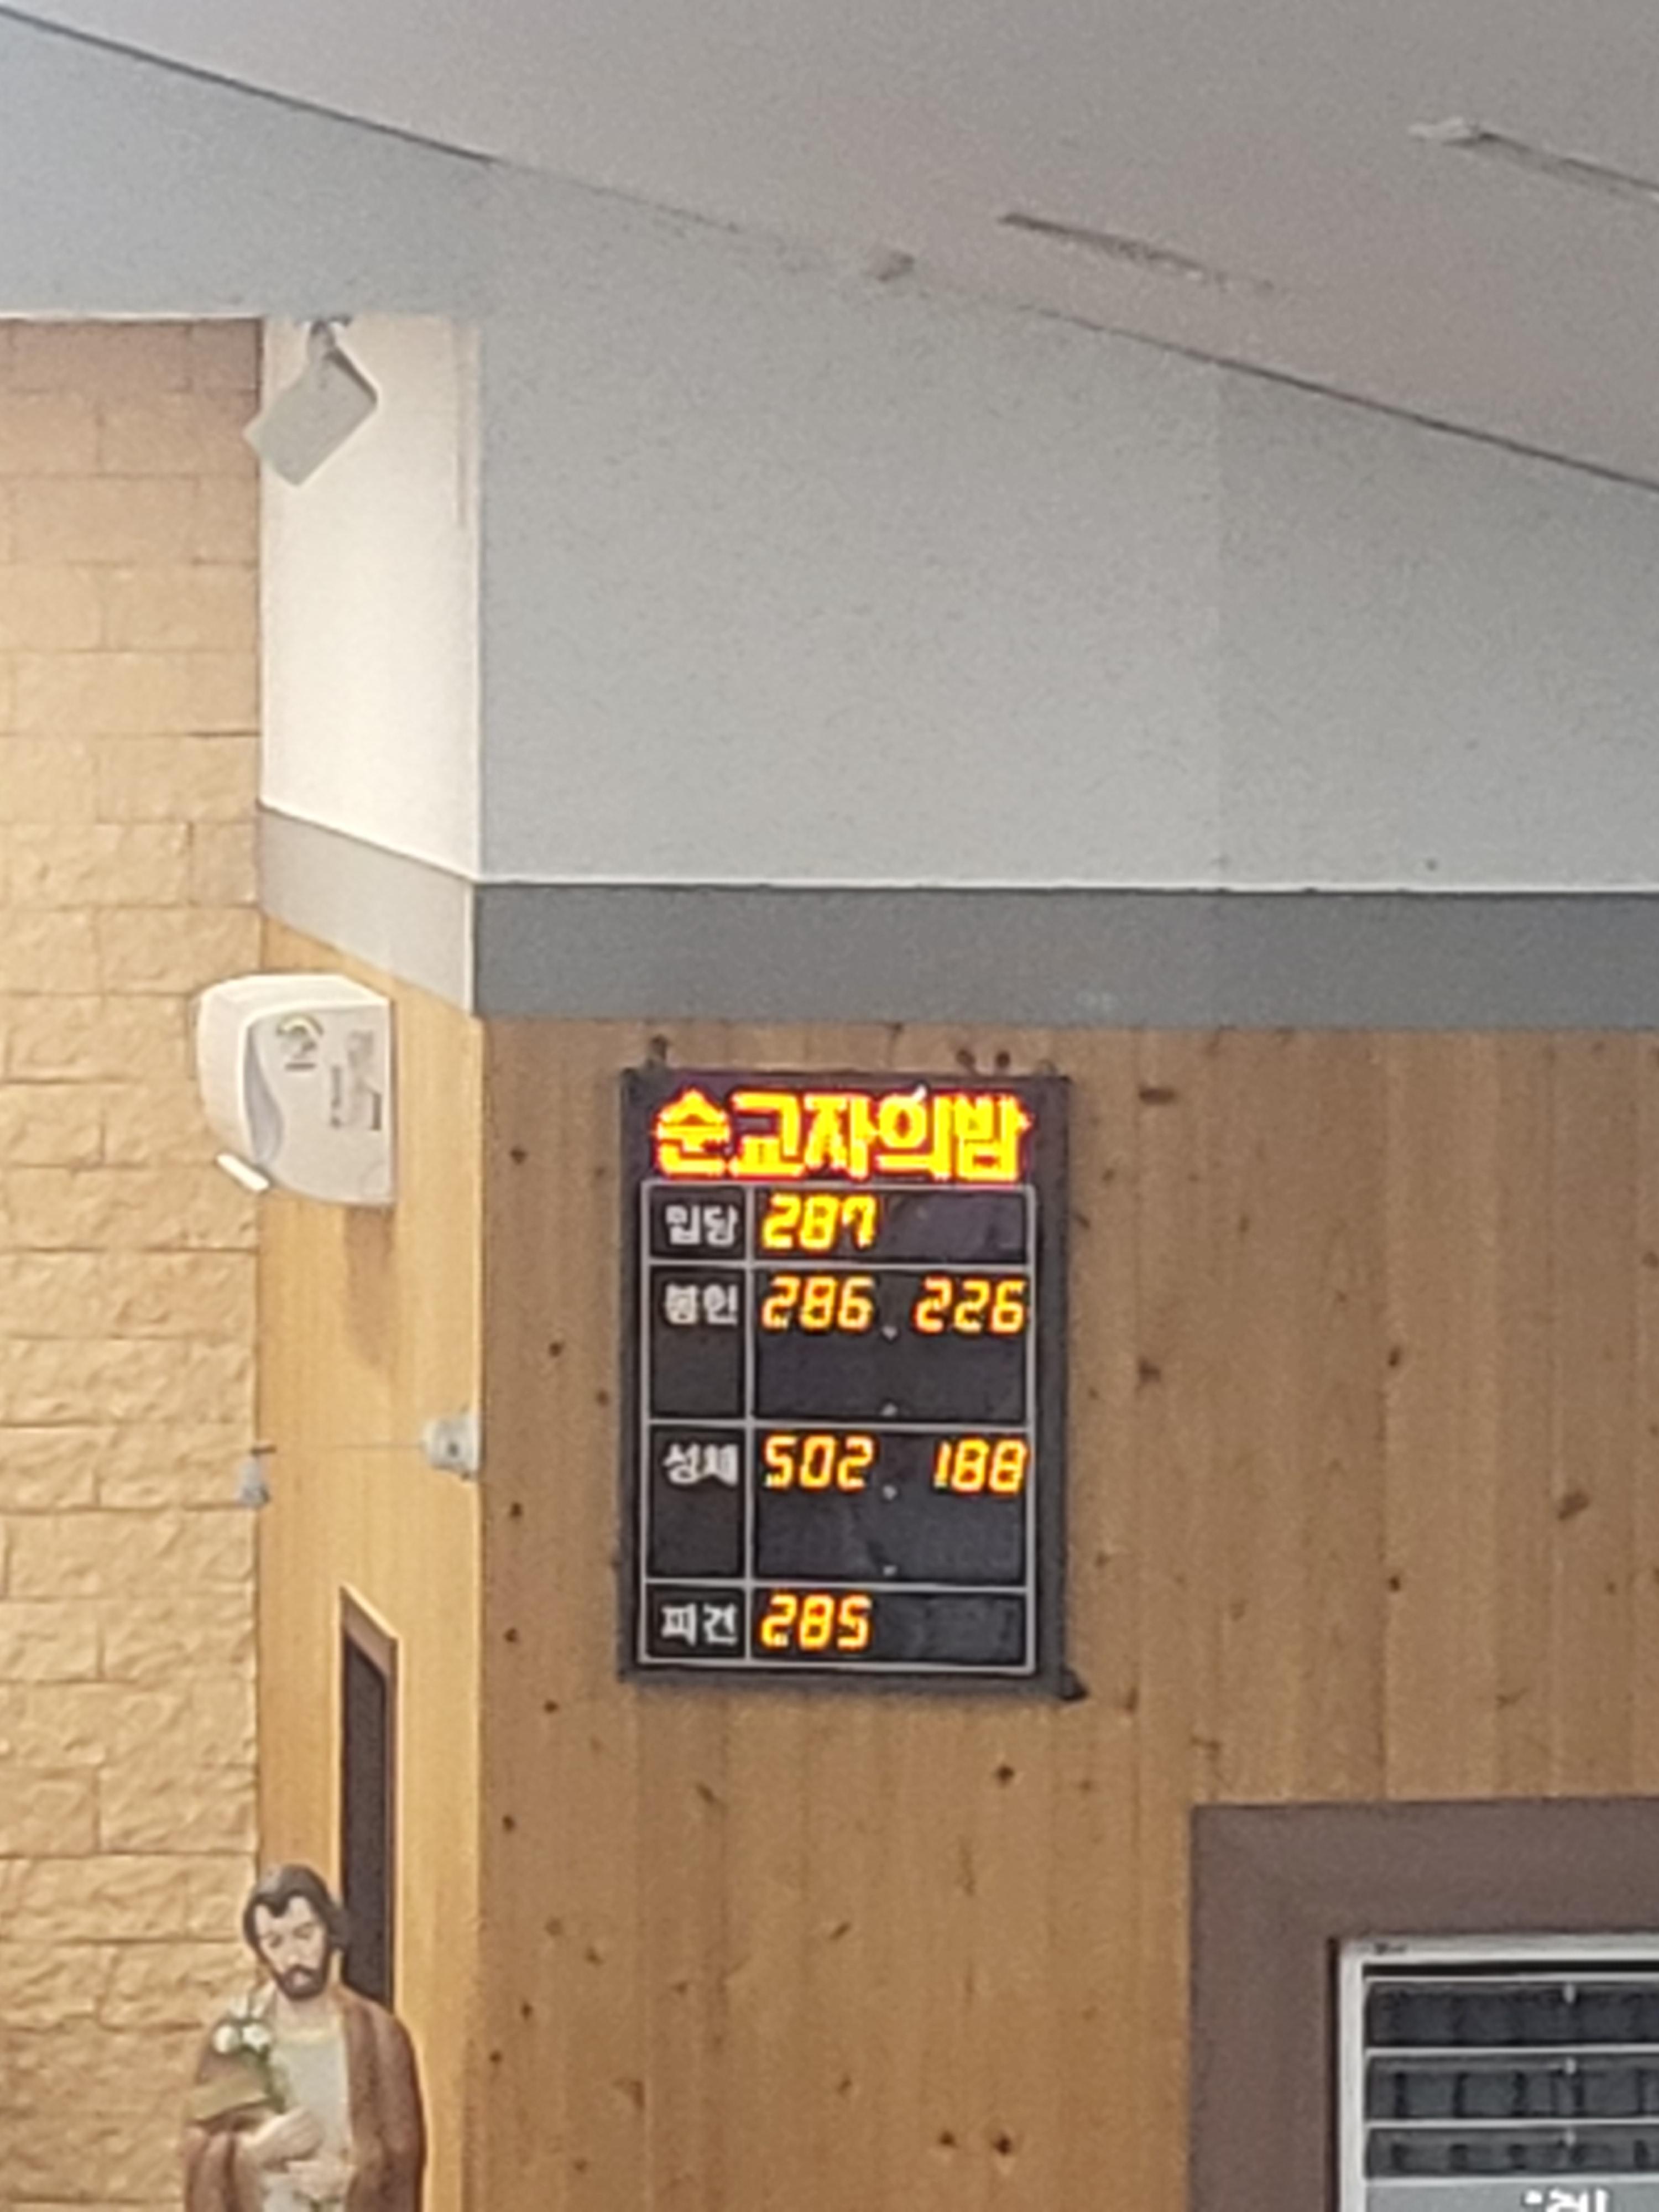 순교자의밤
입당 287
봉헌 286 . 226
.
성체 502 . 188
.
파견 285